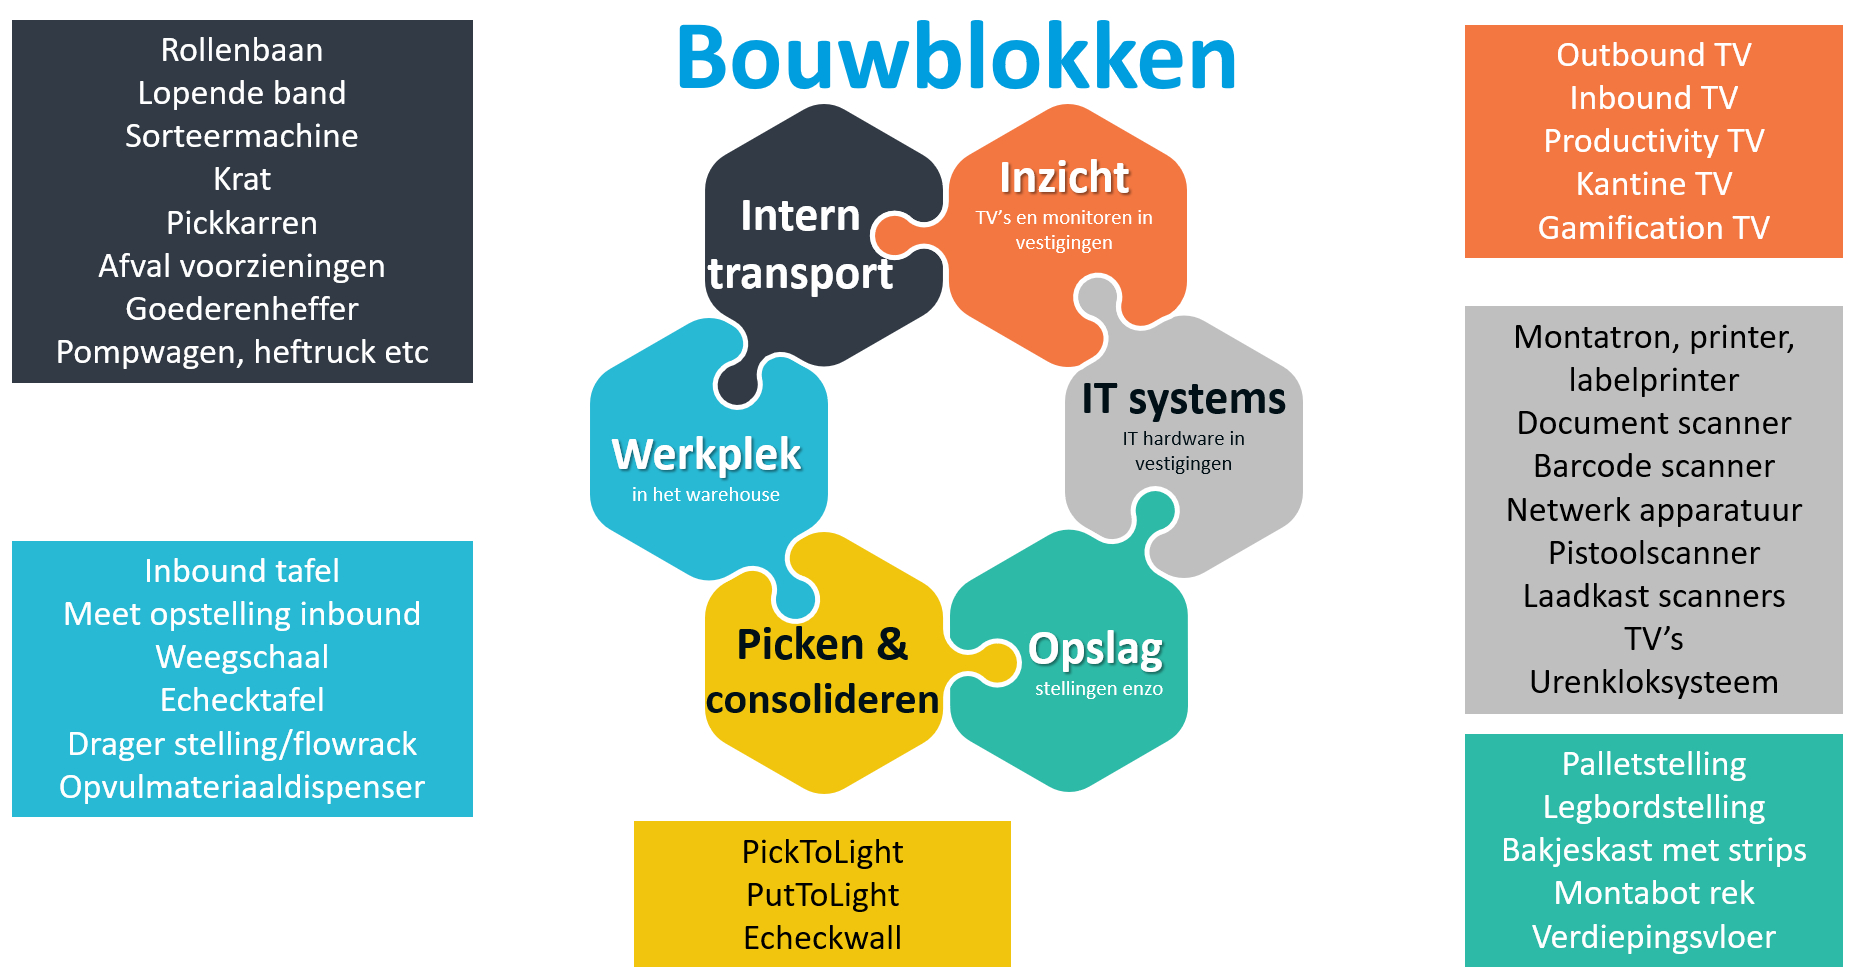 Bouwblokken
Rollenbaan
Lopende band
Sorteermachine
Krat
Pickkarren
Afval voorzieningen
Goederenheffer
Pompwagen, heftruck etc
Intern
transport
Inzicht
TV's en monitoren in
vestigingen
Outbound TV
Inbound TV
Productivity TV
Kantine TV
Gamification TV
Werkplek
in het warehouse
IT systems
IT hardware in
vestigingen
Montatron, printer,
labelprinter
Document scanner
Barcode scanner
Netwerk apparatuur
Pistoolscanner
Laadkast scanners
TV's
Urenkloksysteem
Inbound tafel
Meet opstelling inbound
Weegschaal
Echecktafel
Drager stelling/flowrack
Opvulmateriaaldispenser
Picken &
consolideren
Opslag
stellingen enzo
PickToLight
PutToLight
Echeckwall
Palletstelling
Legbordstelling
Bakjeskast met strips
Montabot rek
Verdiepingsvloer